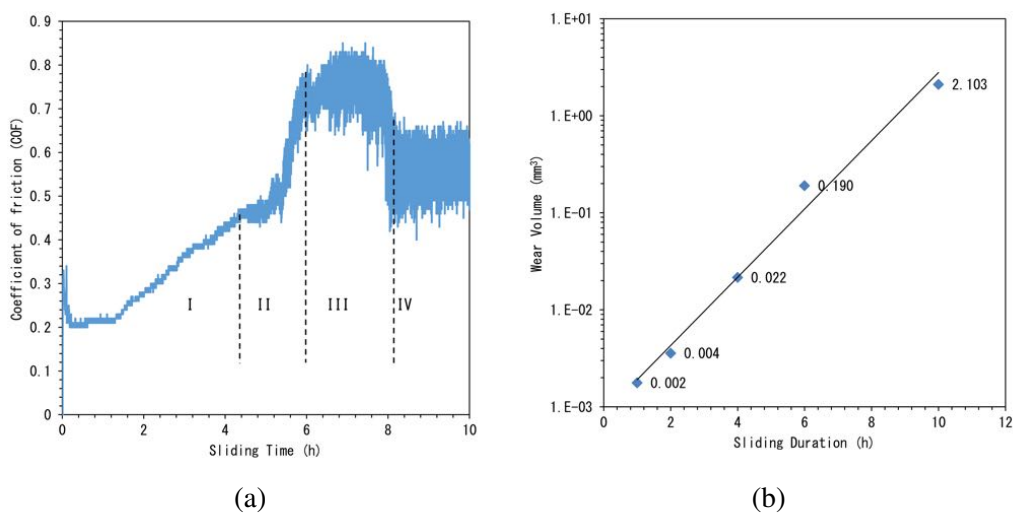 0.9
0.8
0.7
0.6
0.5
0.4
0.3
0.2
0.1
0
Coefficient of friction (COF)
I II III IV
0 2 4 6 8 10
Sliding Time (h)
(a)
1.E+01
1.E+00
1.E-01
1.E-02
1.E-03
Wear Volume (mm³)
2.103
0.190
0.022
0.004
0.002
0 2 4 6 8 10 12
Sliding Duration (h)
(b)